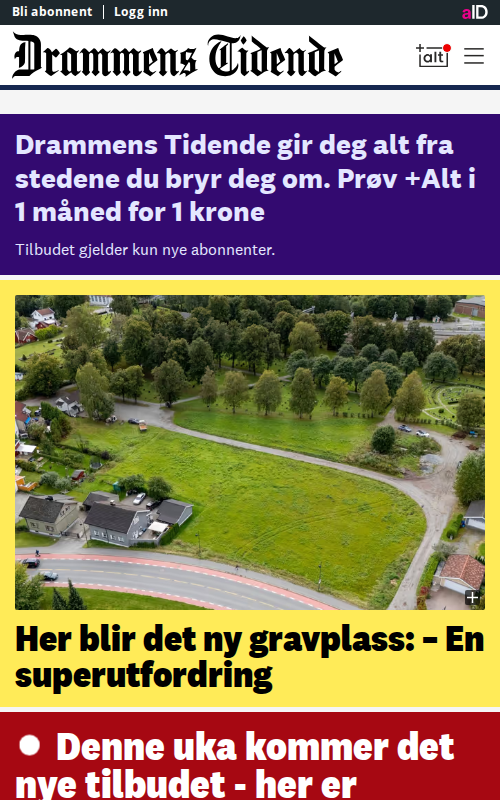 Bli abonnent | Logg inn
aID
Drammens Tidende
+alt
Drammens Tidende gir deg alt fra
stedene du bryr deg om. Prøv +Alt i
1 måned for 1 krone
Tilbudet gjelder kun nye abonnenter.
Her blir det ny gravplass: – En
superutfordring
Denne uka kommer det
nye tilbudet - her er